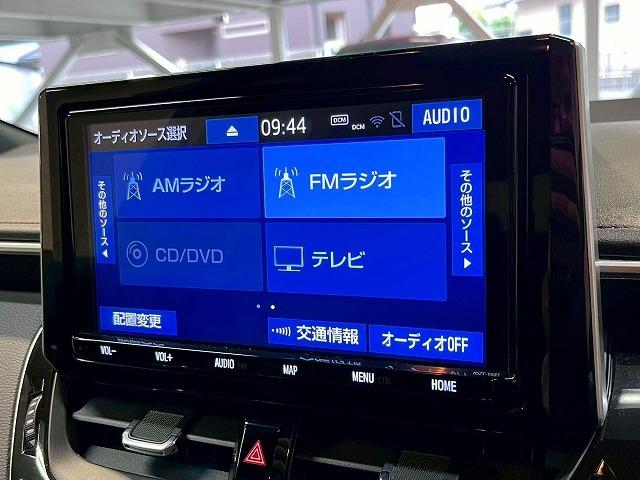 オーディオソース選択
09:44
DCM
DCM
AUDIO
その他のソース
AMラジオ
FMラジオ
その他のソース
CD/DVD
テレビ
配置変更
交通情報
オーディオOFF
VOL-
VOL+
AUDIO
MAP
MENU
HOME